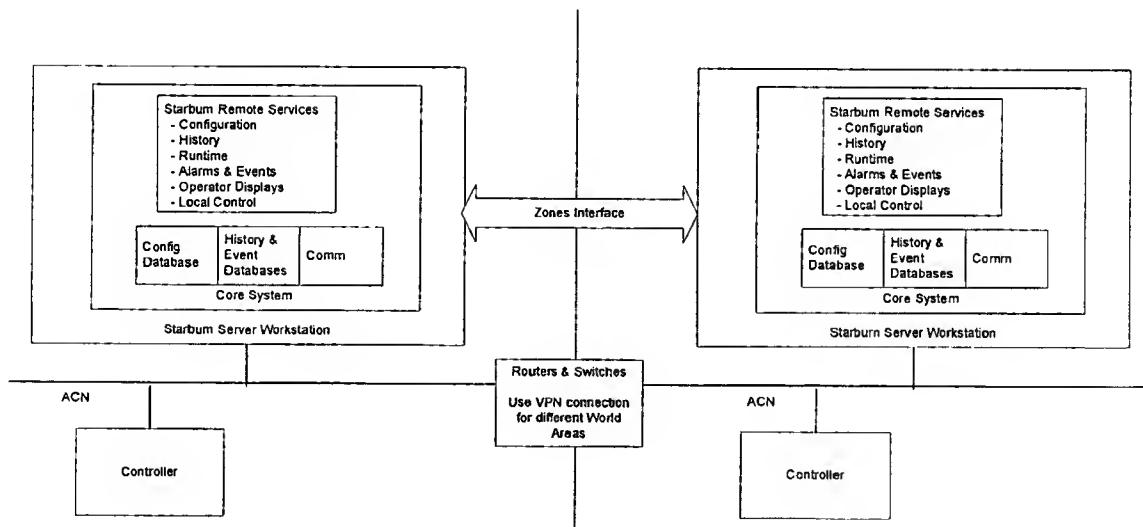 Starburn Remote Services
- Configuration
- History
- Runtime
- Alarms & Events
- Operator Displays
- Local Control
Config
Database
History &
Event
Databases
Comm
Core System
Starburn Server Workstation
Zones Interface
Starburn Remote Services
- Configuration
- History
- Runtime
- Alarms & Events
- Operator Displays
- Local Control
Config
Database
History &
Event
Databases
Comm
Core System
Starburn Server Workstation
Routers & Switches
Use VPN connection
for different World
Areas
ACN
Controller
ACN
Controller